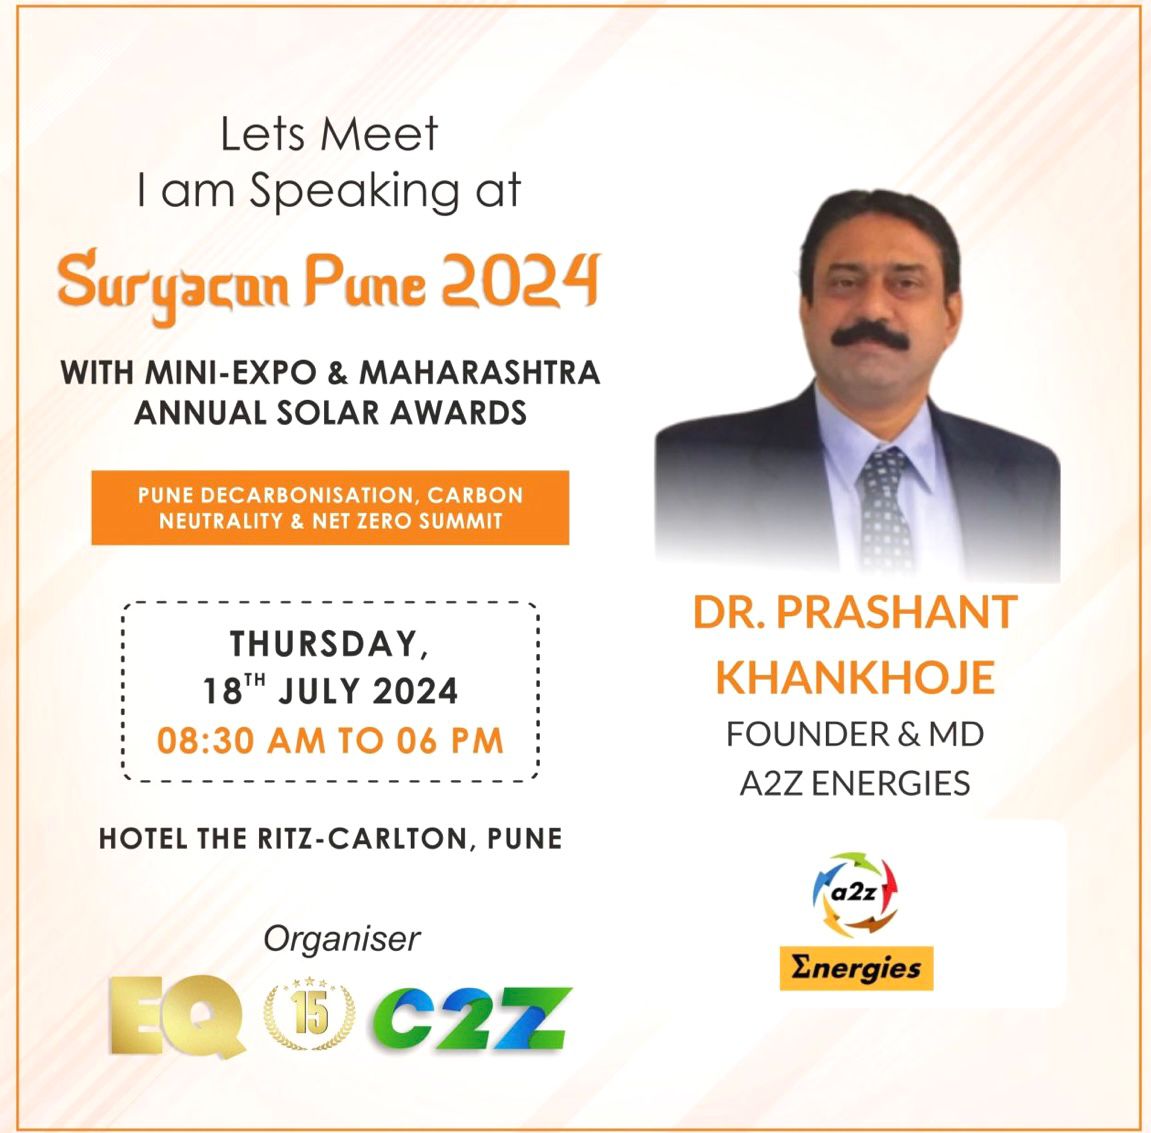 Lets Meet
I am Speaking at
Suryacon Pune 2024
WITH MINI-EXPO & MAHARASHTRA
ANNUAL SOLAR AWARDS
PUNE DECARBONISATION, CARBON
NEUTRALITY & NET ZERO SUMMIT
THURSDAY,
18TH JULY 2024
08:30 AM TO 06 PM
HOTEL THE RITZ-CARLTON, PUNE
Organiser
EQ 15 C2Z
DR. PRASHANT
KHANKHOJE
FOUNDER & MD
A2Z ENERGIES
a2z
Σnergies